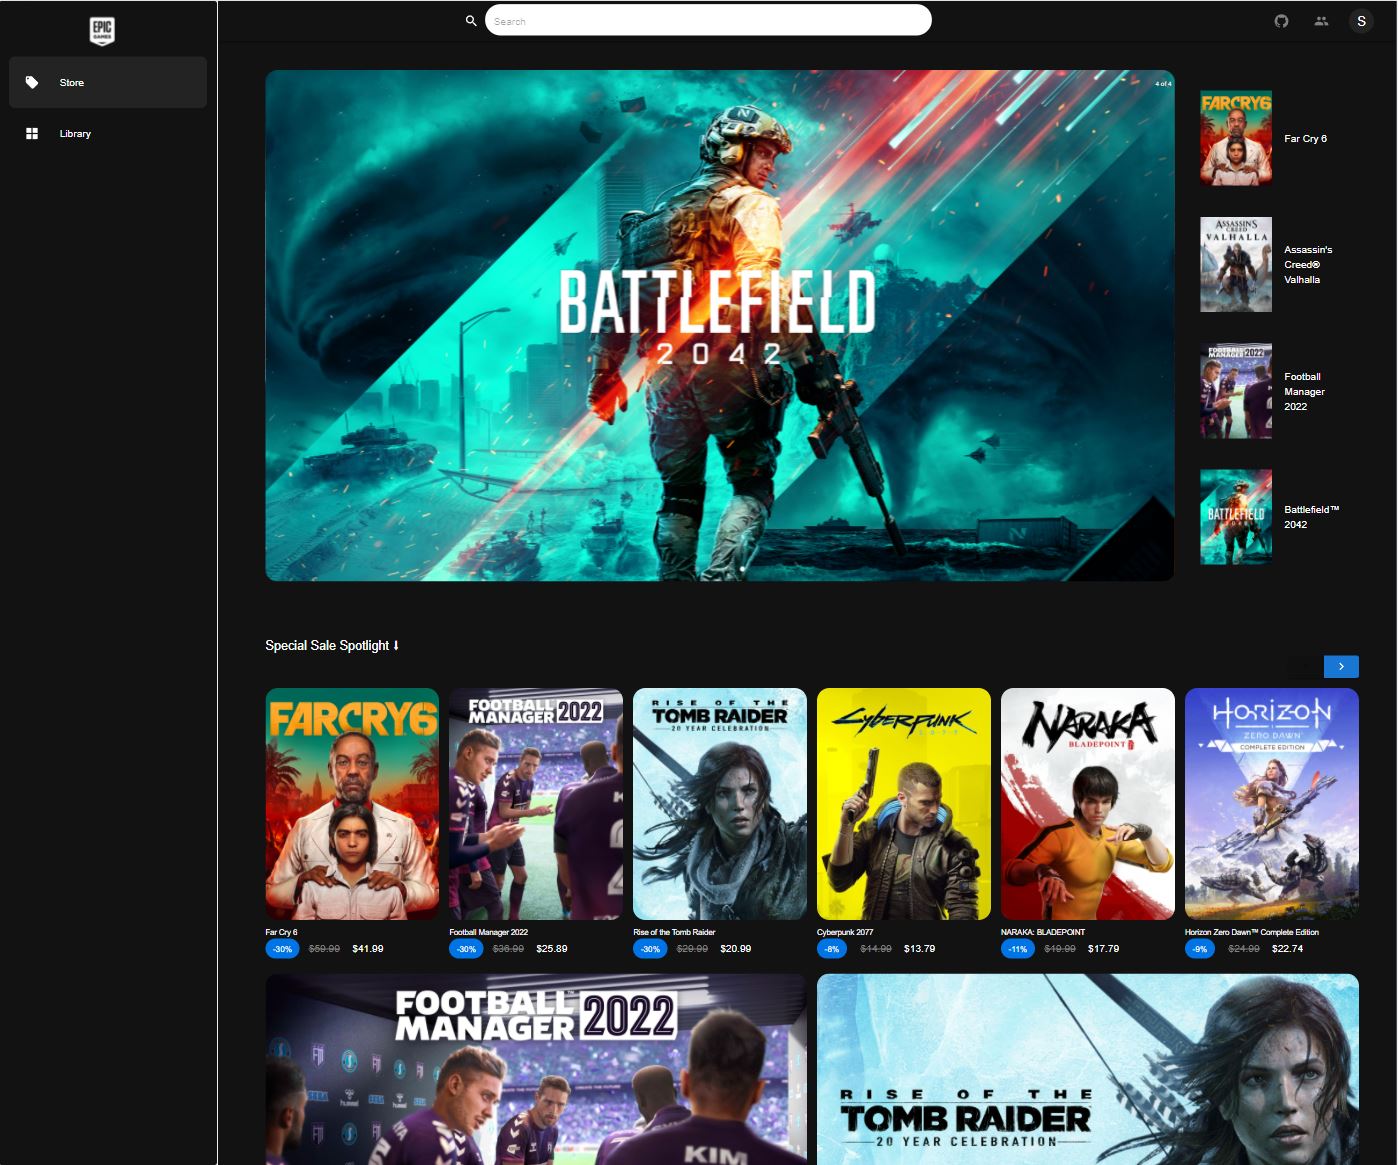 EPIC
GAMES
Store
Library
Search
S
4 of 4
BATTLEFIELD
2042
FARCRY6
Far Cry 6
ASSASSIN'S
CREED
VALHALLA
Assassin's
Creed®
Valhalla
FOOTBALL
MANAGER 2022
Football
Manager
2022
BATTLEFIELD
2042
Battlefield™
2042
Special Sale Spotlight ⬇
FARCRY6
Far Cry 6
-30% $59.99 $41.99
FOOTBALL
MANAGER 2022
Football Manager 2022
-30% $36.99 $25.89
RISE OF THE
TOMB RAIDER
20 YEAR CELEBRATION
Rise of the Tomb Raider
-30% $29.99 $20.99
CYBERPUNK
2077
Cyberpunk 2077
-8% $14.99 $13.79
NARAKA
BLADEPOINT
NARAKA: BLADEPOINT
-11% $19.99 $17.79
HORIZON
ZERO DAWN™
COMPLETE EDITION
Horizon Zero Dawn™ Complete Edition
-9% $24.99 $22.74
FOOTBALL™
MANAGER 2022
SEGA
hummel
KIM
RISE OF THE
TOMB RAIDER
20 YEAR CELEBRATION